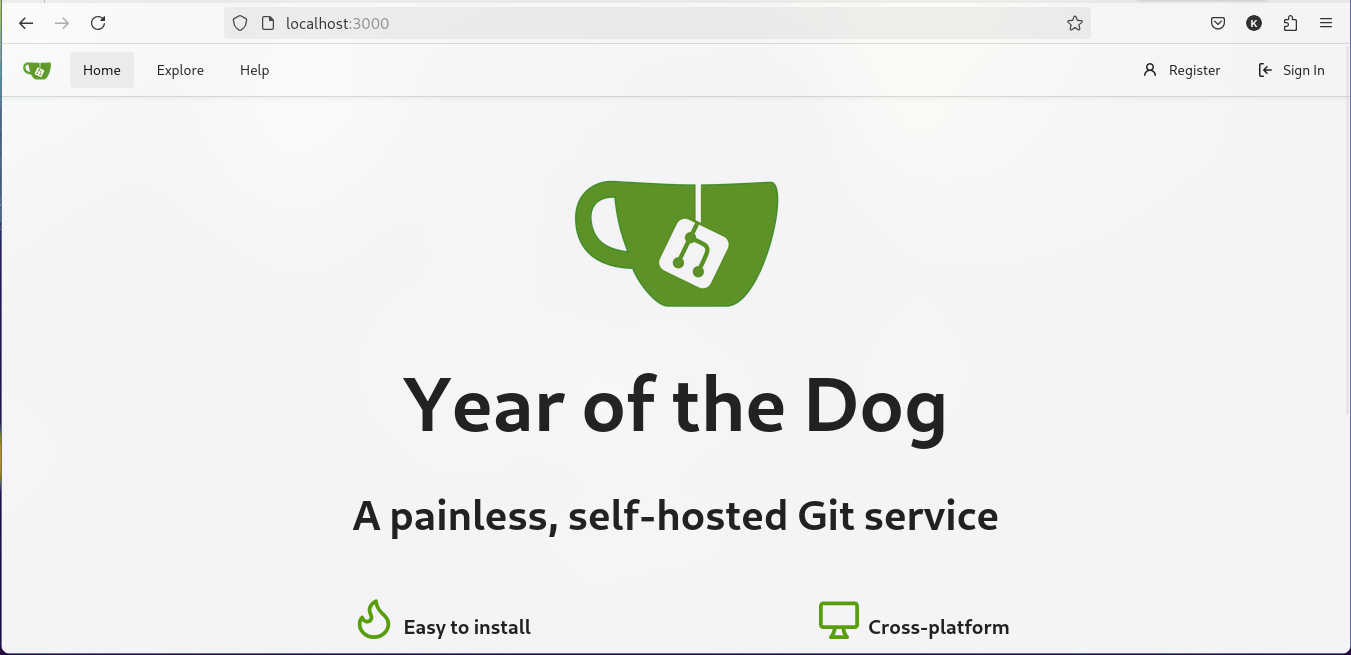 localhost:3000
K
Home Explore Help Register Sign In
Year of the Dog
A painless, self-hosted Git service
Easy to install Cross-platform